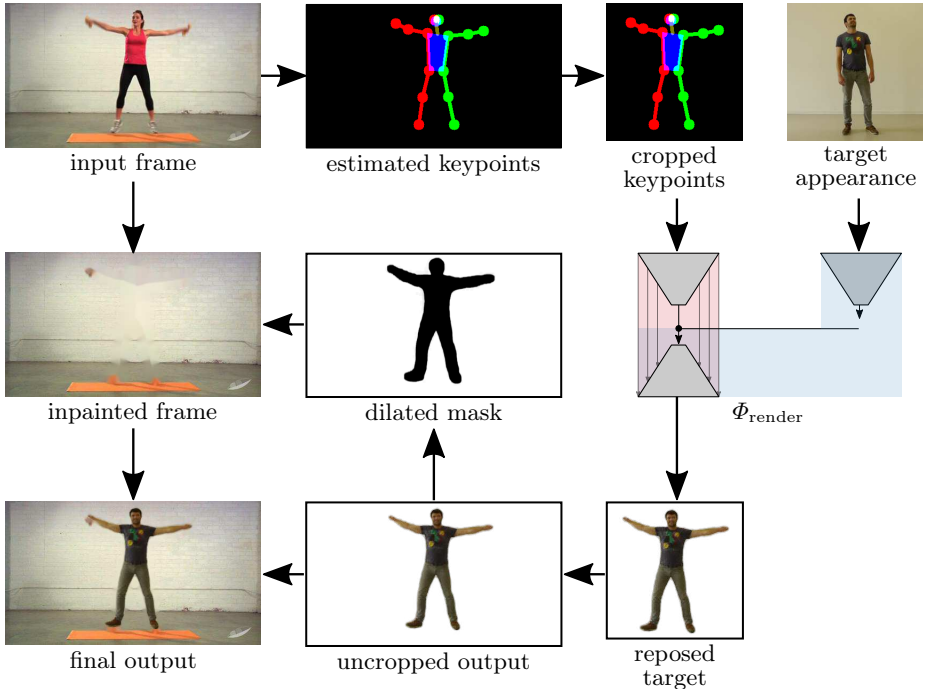 input frame
estimated keypoints
cropped
keypoints
target
appearance
inpainted frame
dilated mask
Φrender
final output
uncropped output
reposed
target